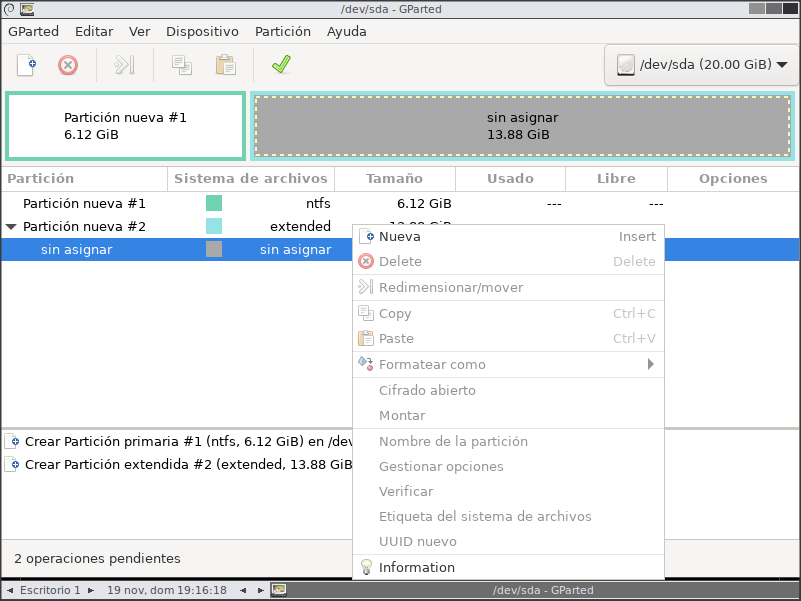 /dev/sda - GParted
GParted Editar Ver Dispositivo Partición Ayuda
/dev/sda (20.00 GiB)
Partición nueva #1
6.12 GiB
sin asignar
13.88 GiB
Partición Sistema de archivos Tamaño Usado Libre Opciones
Partición nueva #1 ntfs 6.12 GiB --- ---
Partición nueva #2 extended
sin asignar sin asignar
Nueva Insert
Delete Delete
Redimensionar/mover
Copy Ctrl+C
Paste Ctrl+V
Formatear como
Cifrado abierto
Montar
Nombre de la partición
Gestionar opciones
Verificar
Etiqueta del sistema de archivos
UUID nuevo
Information
Crear Partición primaria #1 (ntfs, 6.12 GiB) en /dev
Crear Partición extendida #2 (extended, 13.88 GiB
2 operaciones pendientes
Escritorio 1 19 nov, dom 19:16:18 /dev/sda - GParted